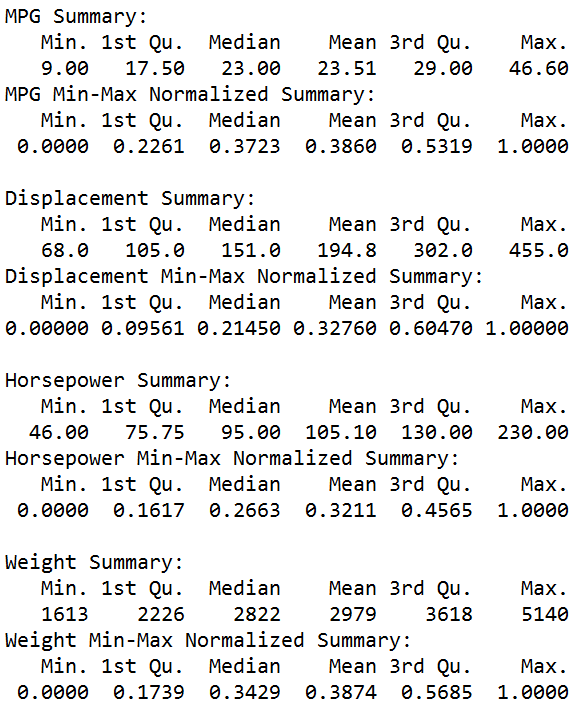 MPG Summary:
Min. 1st Qu. Median Mean 3rd Qu. Max.
9.00 17.50 23.00 23.51 29.00 46.60
MPG Min-Max Normalized Summary:
Min. 1st Qu. Median Mean 3rd Qu. Max.
0.0000 0.2261 0.3723 0.3860 0.5319 1.0000
Displacement Summary:
Min. 1st Qu. Median Mean 3rd Qu. Max.
68.0 105.0 151.0 194.8 302.0 455.0
Displacement Min-Max Normalized Summary:
Min. 1st Qu. Median Mean 3rd Qu. Max.
0.00000 0.09561 0.21450 0.32760 0.60470 1.00000
Horsepower Summary:
Min. 1st Qu. Median Mean 3rd Qu. Max.
46.00 75.75 95.00 105.10 130.00 230.00
Horsepower Min-Max Normalized Summary:
Min. 1st Qu. Median Mean 3rd Qu. Max.
0.0000 0.1617 0.2663 0.3211 0.4565 1.0000
Weight Summary:
Min. 1st Qu. Median Mean 3rd Qu. Max.
1613 2226 2822 2979 3618 5140
Weight Min-Max Normalized Summary:
Min. 1st Qu. Median Mean 3rd Qu. Max.
0.0000 0.1739 0.3429 0.3874 0.5685 1.0000